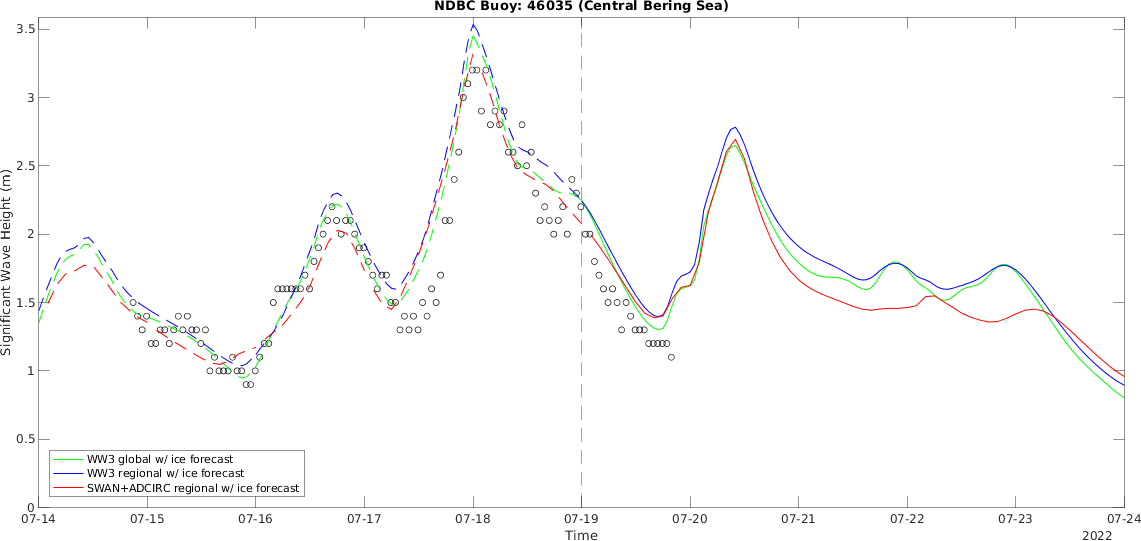 NDBC Buoy: 46035 (Central Bering Sea)
3.5
3
2.5
2
1.5
1
0.5
0
Significant Wave Height (m)
WW3 global w/ ice forecast
WW3 regional w/ ice forecast
SWAN+ADCIRC regional w/ ice forecast
07-14 07-15 07-16 07-17 07-18 07-19 07-20 07-21 07-22 07-23 07-24
Time
2022